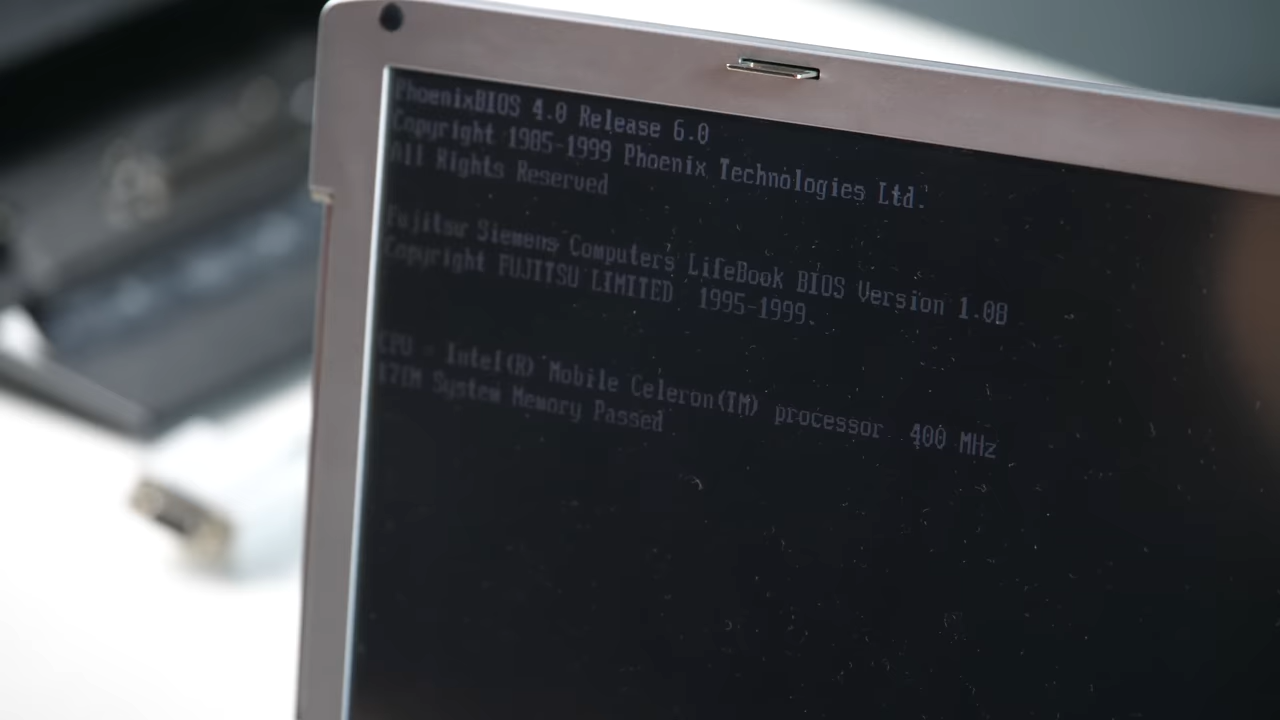 PhoenixBIOS 4.0 Release 6.0
Copyright 1985-1999 Phoenix Technologies Ltd.
All Rights Reserved
Fujitsu Siemens Computers LifeBook BIOS Version 1.0B
Copyright FUJITSU LIMITED 1995-1999.
CPU - Intel(R) Mobile Celeron(TM) processor 400 MHz
System Memory Passed